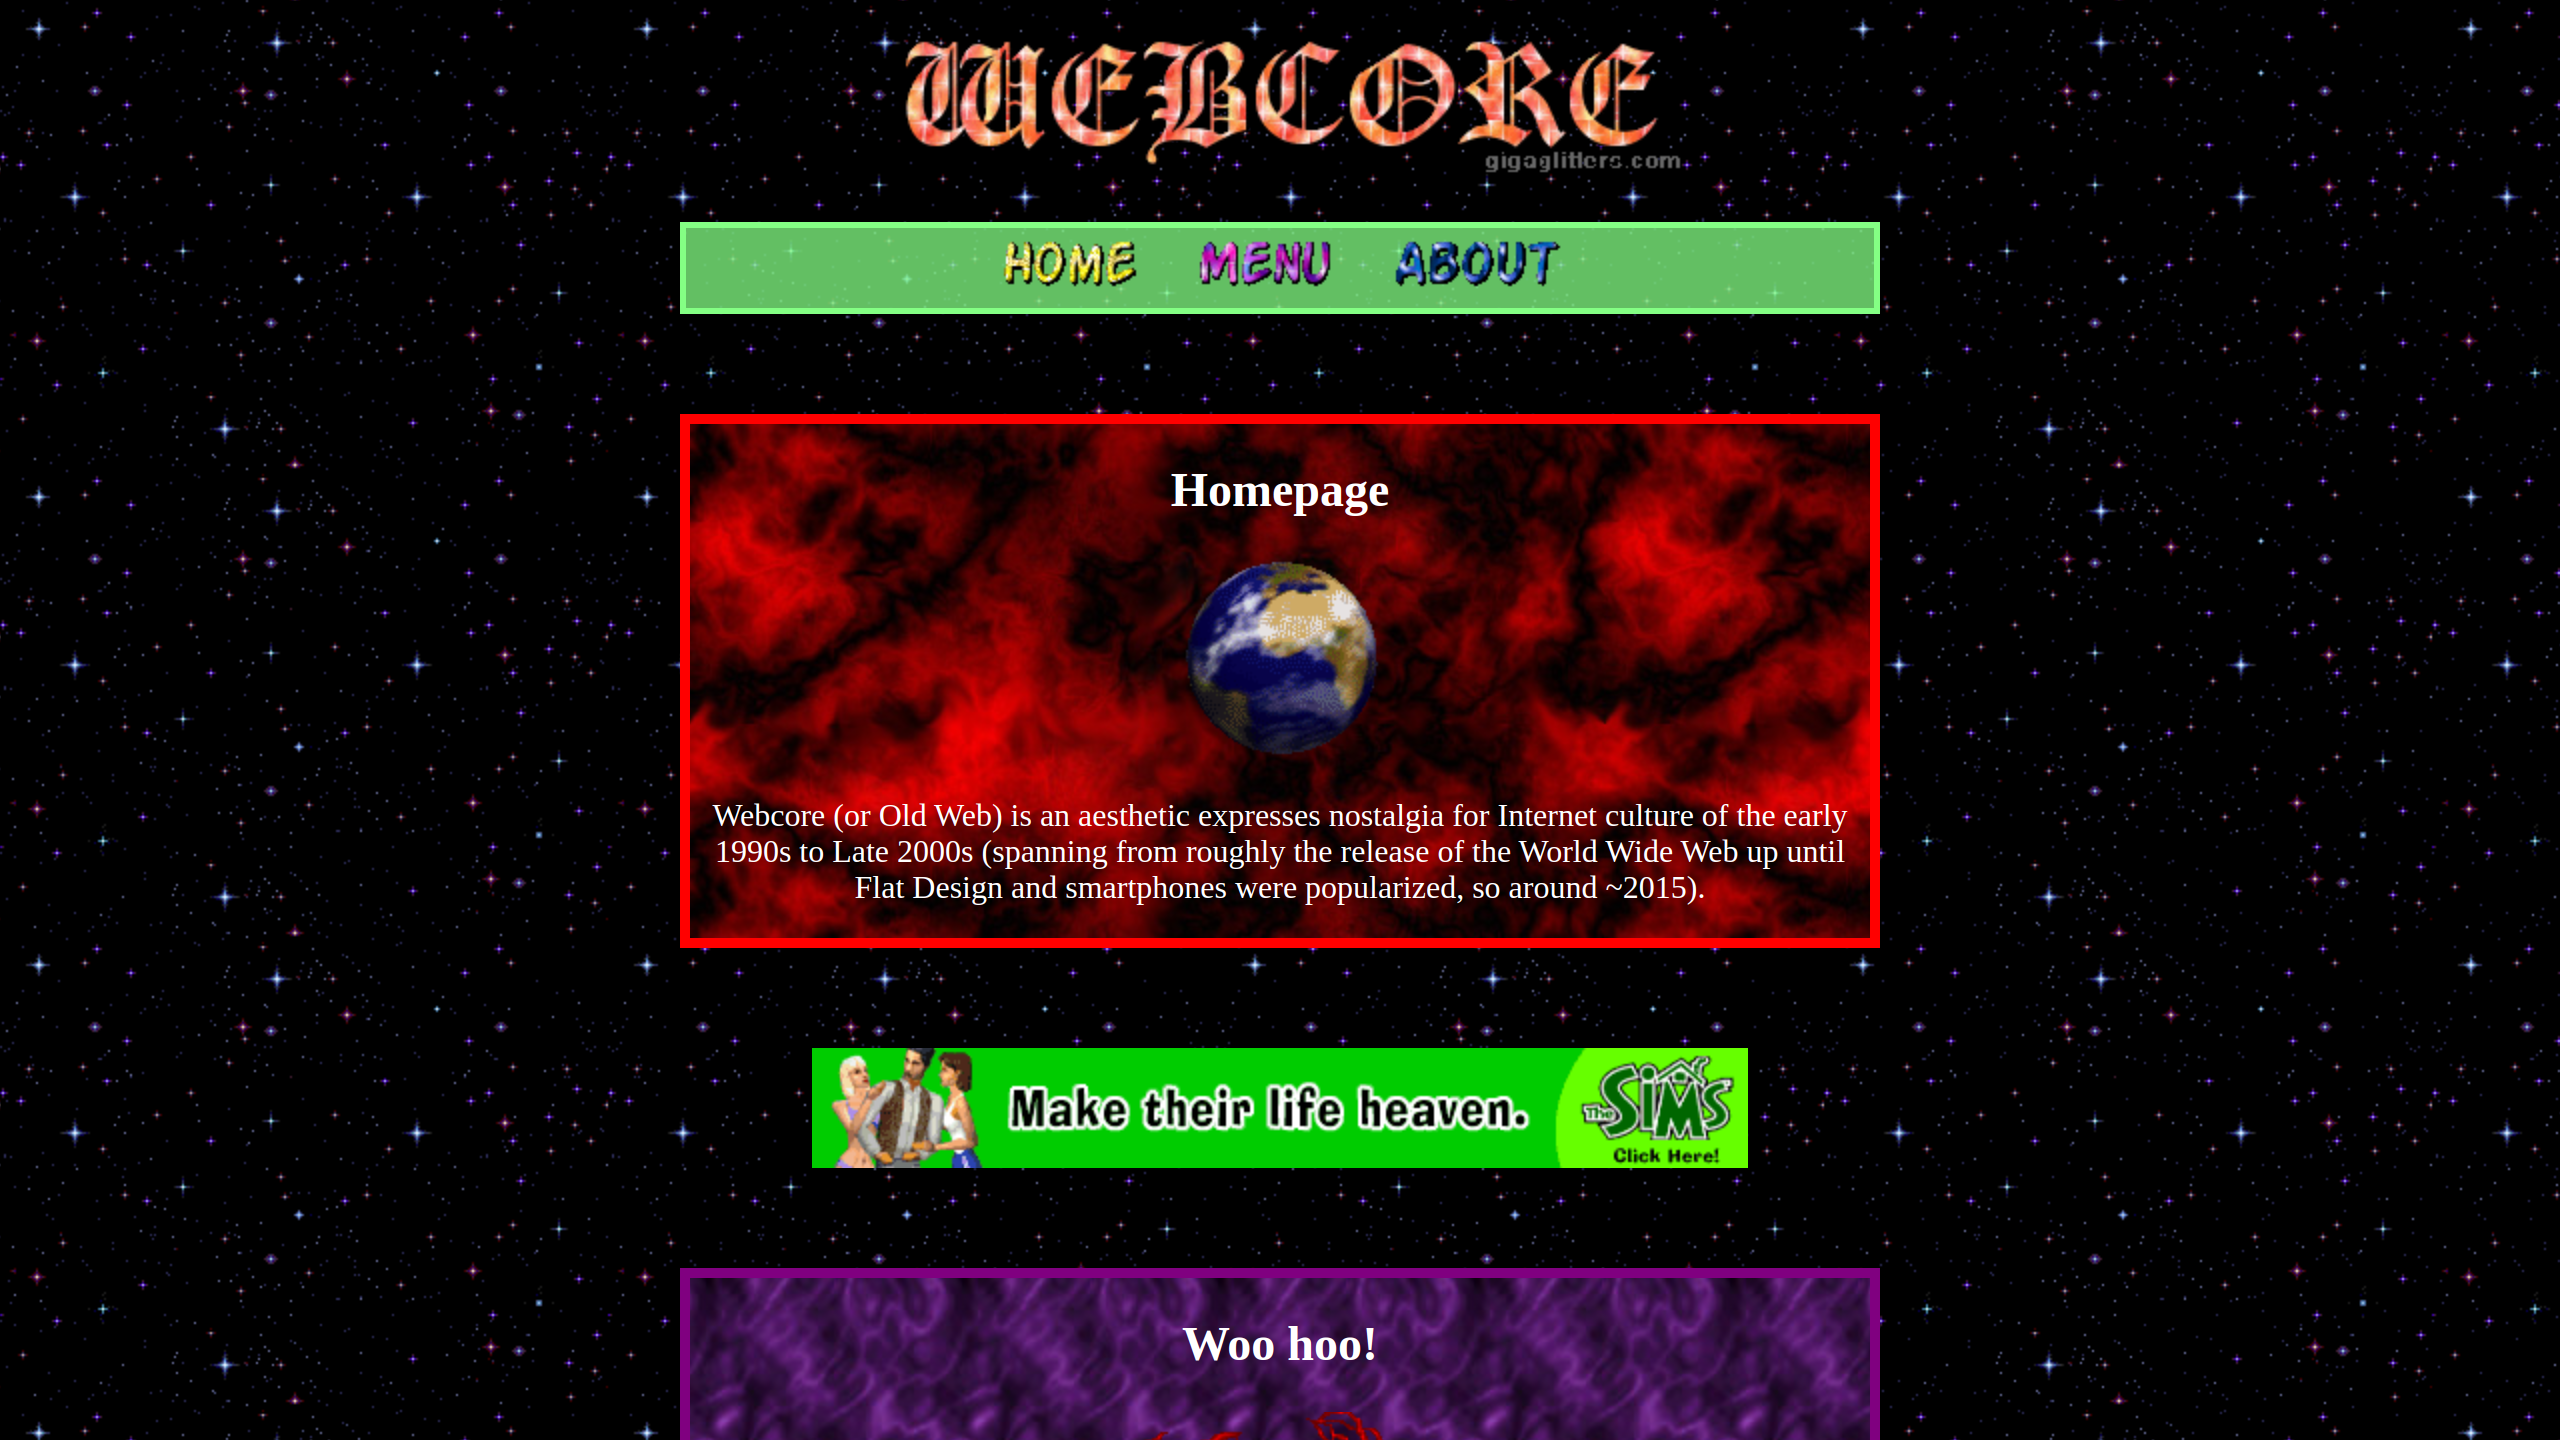 WEBCORE
gigaglitters.com
HOME MENU ABOUT
Homepage
Webcore (or Old Web) is an aesthetic expresses nostalgia for Internet culture of the early
1990s to Late 2000s (spanning from roughly the release of the World Wide Web up until
Flat Design and smartphones were popularized, so around ~2015).
Make their life heaven.
The SIMS
Click Here!
Woo hoo!